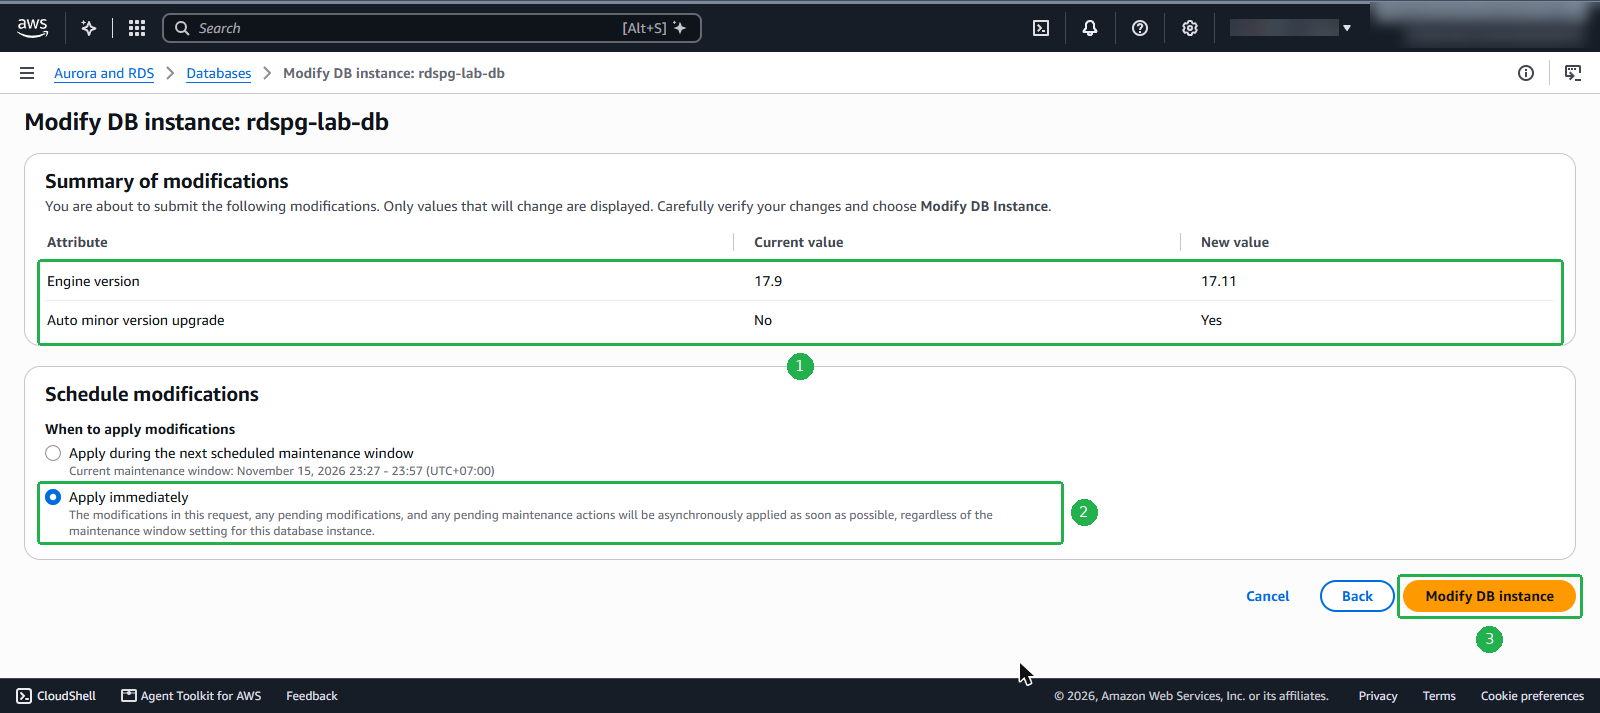 aws
Search [Alt+S]
Aurora and RDS > Databases > Modify DB instance: rdspg-lab-db
Modify DB instance: rdspg-lab-db
Summary of modifications
You are about to submit the following modifications. Only values that will change are displayed. Carefully verify your changes and choose Modify DB Instance.
Attribute Current value New value
Engine version 17.9 17.11
Auto minor version upgrade No Yes
1
Schedule modifications
When to apply modifications
Apply during the next scheduled maintenance window
Current maintenance window: November 15, 2026 23:27 - 23:57 (UTC+07:00)
Apply immediately
The modifications in this request, any pending modifications, and any pending maintenance actions will be asynchronously applied as soon as possible, regardless of the
maintenance window setting for this database instance.
2
Cancel Back Modify DB instance
3
CloudShell Agent Toolkit for AWS Feedback © 2026, Amazon Web Services, Inc. or its affiliates. Privacy Terms Cookie preferences